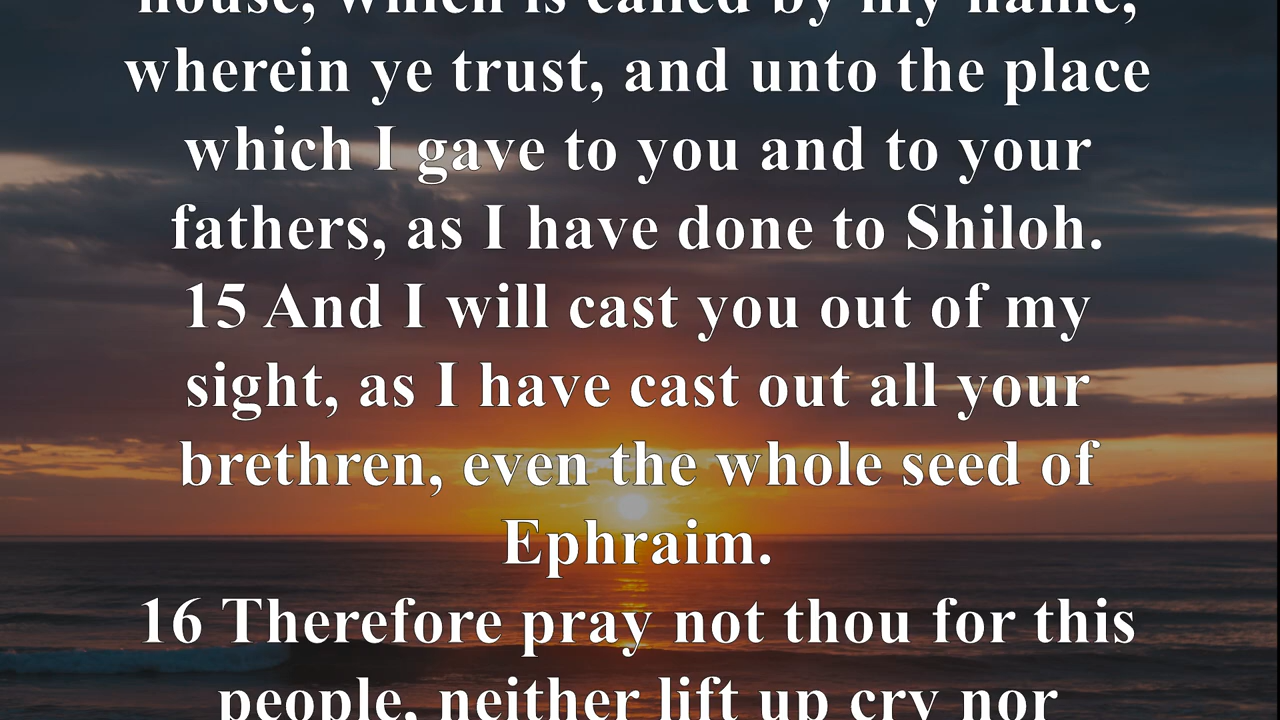 house, which is called by my name,
wherein ye trust, and unto the place
which I gave to you and to your
fathers, as I have done to Shiloh.
15 And I will cast you out of my
sight, as I have cast out all your
brethren, even the whole seed of
Ephraim.
16 Therefore pray not thou for this
people, neither lift up cry nor